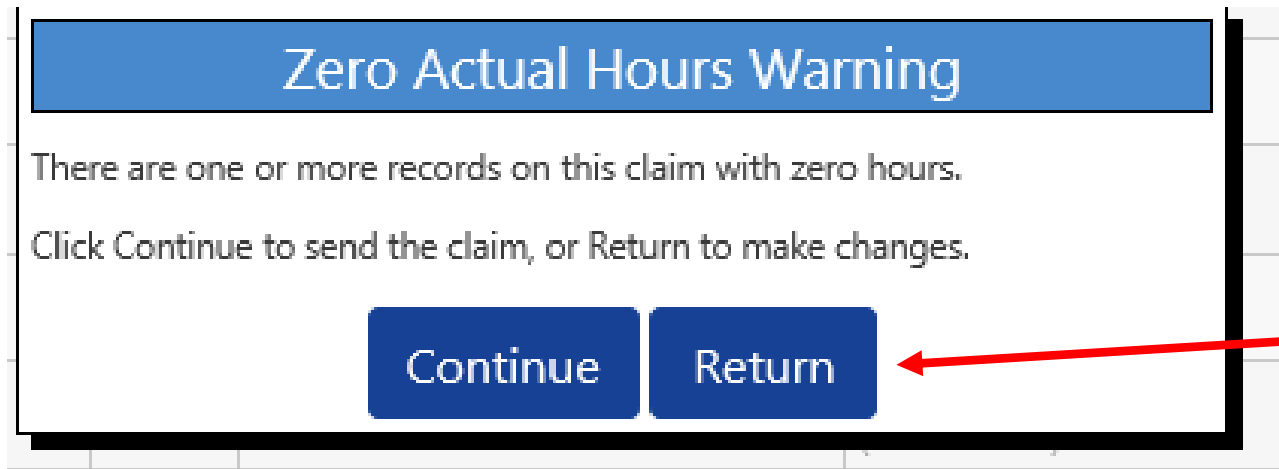 Zero Actual Hours Warning
There are one or more records on this claim with zero hours.
Click Continue to send the claim, or Return to make changes.
Continue Return